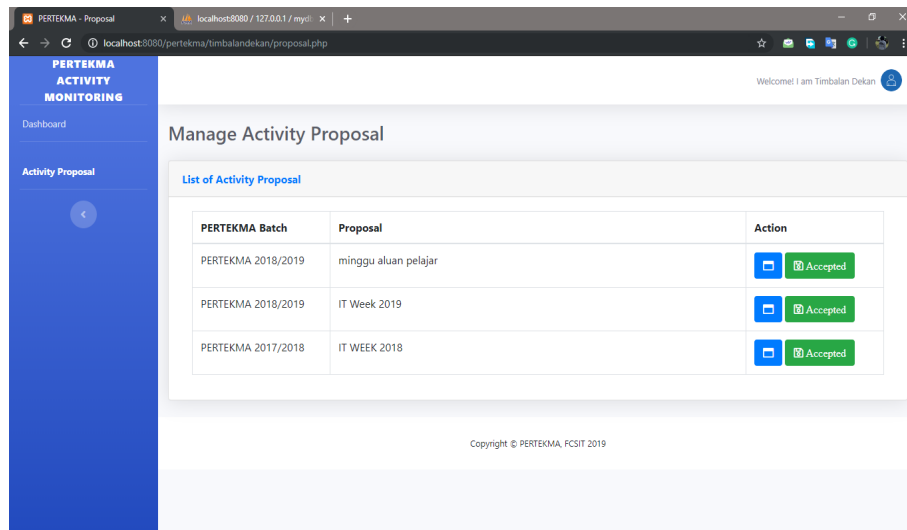 PERTEKMA - Proposal
localhost:8080 / 127.0.0.1 / mydb
localhost:8080/pertekma/timbalandekan/proposal.php
PERTEKMA
ACTIVITY
MONITORING
Welcome! I am Timbalan Dekan
Dashboard
Activity Proposal
Manage Activity Proposal
List of Activity Proposal
PERTEKMA Batch Proposal Action
PERTEKMA 2018/2019 minggu aluan pelajar Accepted
PERTEKMA 2018/2019 IT Week 2019 Accepted
PERTEKMA 2017/2018 IT WEEK 2018 Accepted
Copyright © PERTEKMA, FCSIT 2019